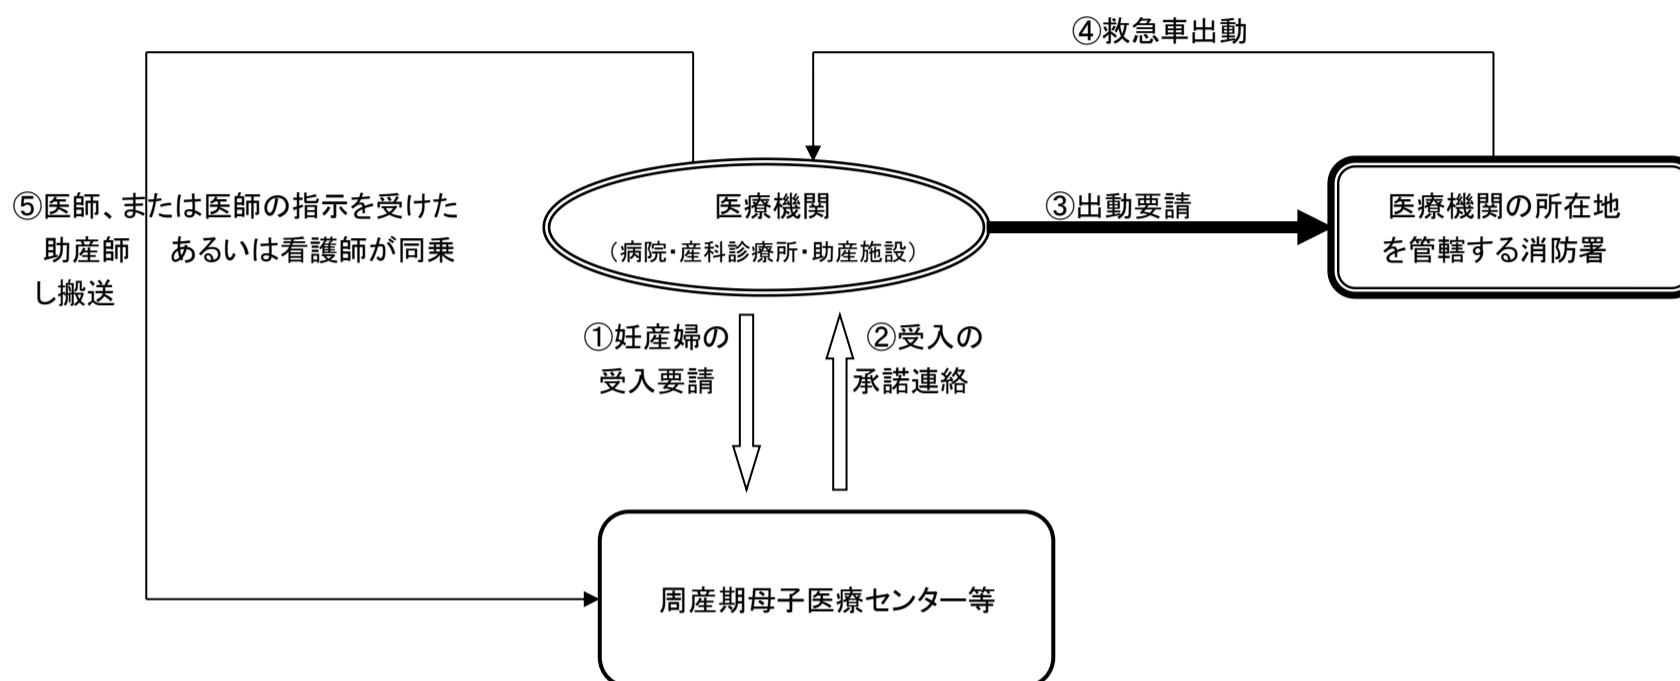 ④救急車出動
⑤医師、または医師の指示を受けた
助産師 あるいは看護師が同乗
し搬送
医療機関
（病院・産科診療所・助産施設）
③出動要請
医療機関の所在地
を管轄する消防署
①妊産婦の
受入要請
②受入の
承諾連絡
周産期母子医療センター等